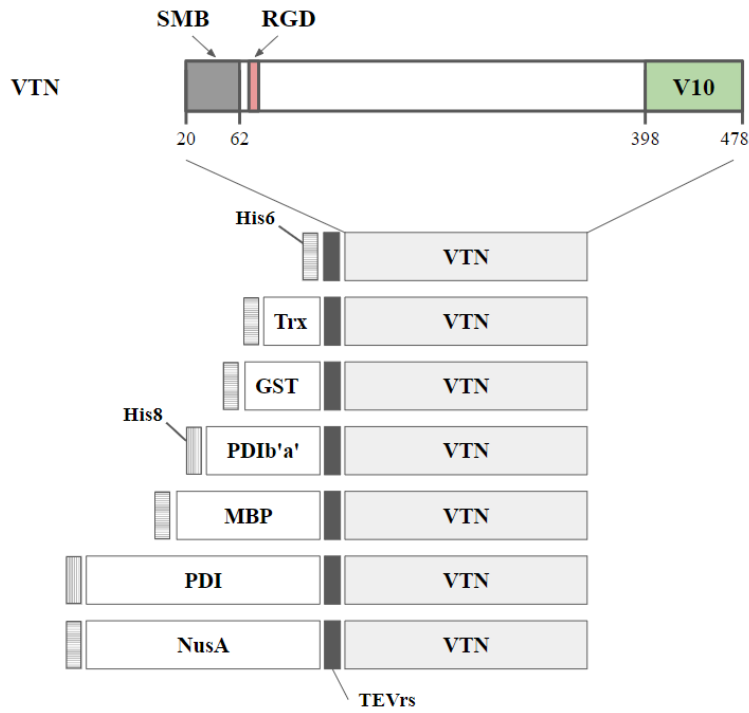 SMB RGD
VTN V10
20 62 398 478
His6
VTN
Trx VTN
GST VTN
His8
PDIb'a' VTN
MBP VTN
PDI VTN
NusA VTN
TEVrs